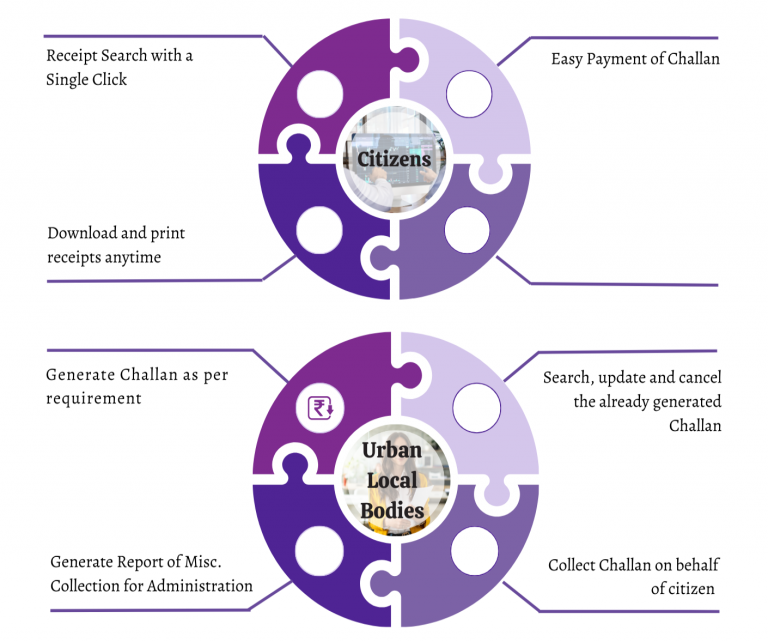 Receipt Search with a
Single Click
Easy Payment of Challan
Citizens
Download and print
receipts anytime
Generate Challan as per
requirement
Search, update and cancel
the already generated
Challan
₹
Urban
Local
Bodies
Generate Report of Misc.
Collection for Administration
Collect Challan on behalf
of citizen